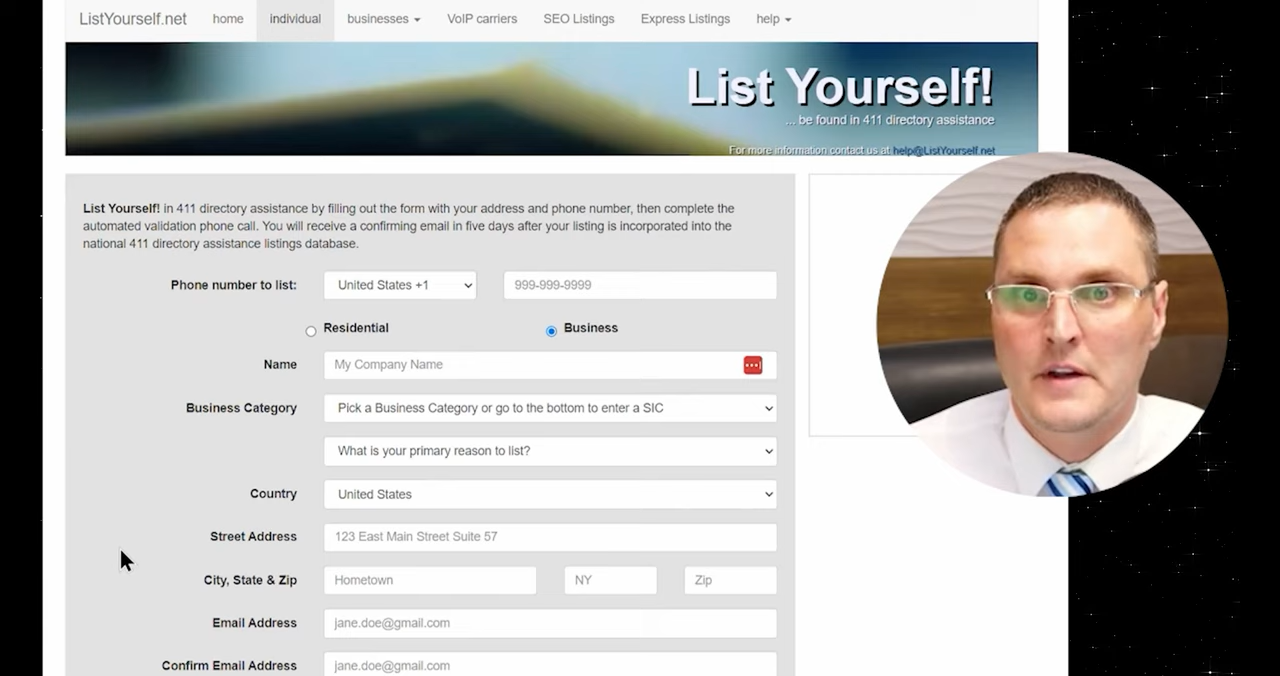 ListYourself.net home individual businesses VoIP carriers SEO Listings Express Listings help
List Yourself!
... be found in 411 directory assistance
For more information contact us at help@ListYourself.net
List Yourself! in 411 directory assistance by filling out the form with your address and phone number, then complete the
automated validation phone call. You will receive a confirming email in five days after your listing is incorporated into the
national 411 directory assistance listings database.
Phone number to list: United States +1 999-999-9999
Residential Business
Name My Company Name
Business Category Pick a Business Category or go to the bottom to enter a SIC
What is your primary reason to list?
Country United States
Street Address 123 East Main Street Suite 57
City, State & Zip Hometown NY Zip
Email Address jane.doe@gmail.com
Confirm Email Address jane.doe@gmail.com